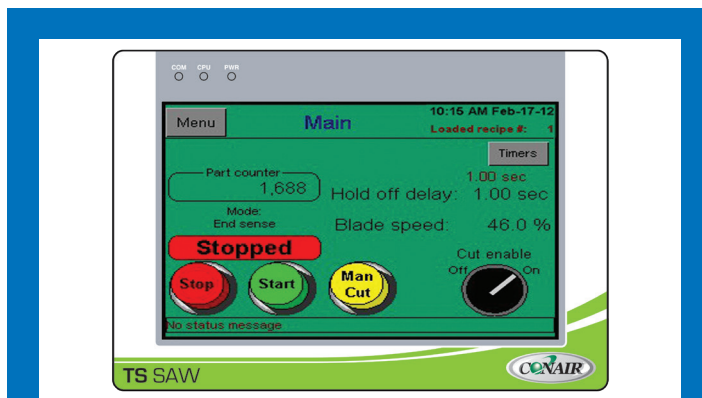 COM CPU PWR
Menu
Main
10:15 AM Feb-17-12
Loaded recipe #: 1
Timers
Part counter
1,688
1.00 sec
Hold off delay: 1.00 sec
Mode:
End sense
Blade speed: 46.0 %
Stopped
Cut enable
Off
On
Stop
Start
Man
Cut
No status message
TS SAW
CONAIR